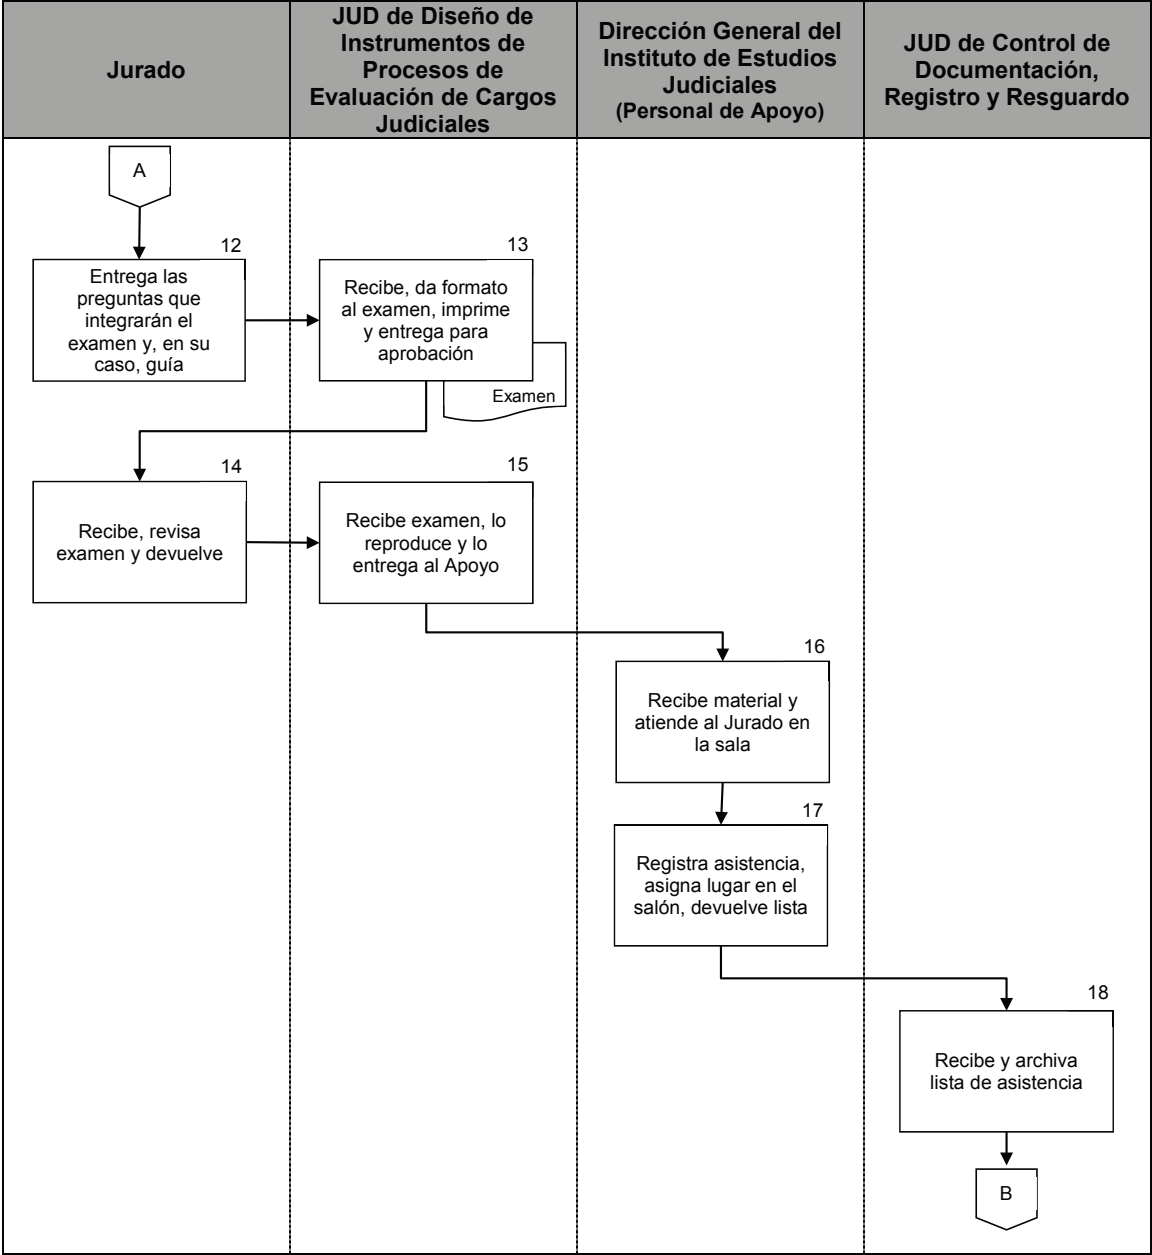 Jurado
JUD de Diseño de
Instrumentos de
Procesos de
Evaluación de Cargos
Judiciales
Dirección General del
Instituto de Estudios
Judiciales
(Personal de Apoyo)
JUD de Control de
Documentación,
Registro y Resguardo
A
12
Entrega las
preguntas que
integrarán el
examen y, en su
caso, guía
13
Recibe, da formato
al examen, imprime
y entrega para
aprobación
Examen
14
Recibe, revisa
examen y devuelve
15
Recibe examen, lo
reproduce y lo
entrega al Apoyo
16
Recibe material y
atiende al Jurado en
la sala
17
Registra asistencia,
asigna lugar en el
salón, devuelve lista
18
Recibe y archiva
lista de asistencia
B